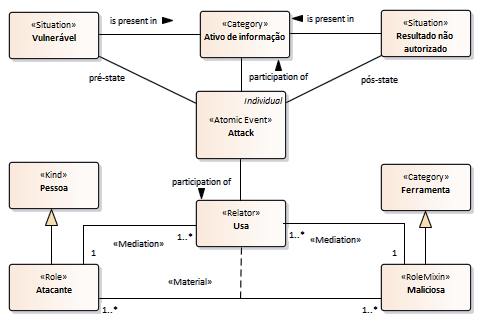 «Situation»
Vulnerável
is present in
«Category»
Ativo de informação
is present in
«Situation»
Resultado não
autorizado
pré-state
participation of
pós-state
Individual
«Atomic Event»
Attack
participation of
«Kind»
Pessoa
«Category»
Ferramenta
«Relator»
Usa
1..*
1..*
«Mediation»
«Mediation»
1
1
«Role»
Atacante
«Material»
«RoleMixin»
Maliciosa
1..*
1..*